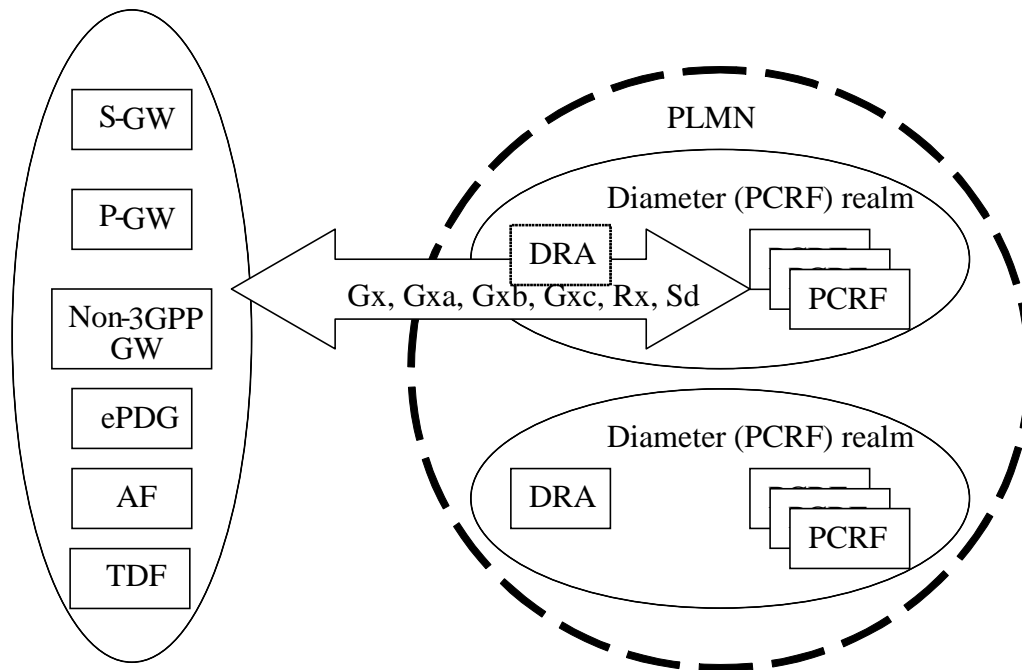 S-GW
P-GW
Non-3GPP
GW
ePDG
AF
TDF
Gx, Gxa, Gxb, Gxc, Rx, Sd
PLMN
Diameter (PCRF) realm
DRA
PCRF
Diameter (PCRF) realm
DRA
PCRF